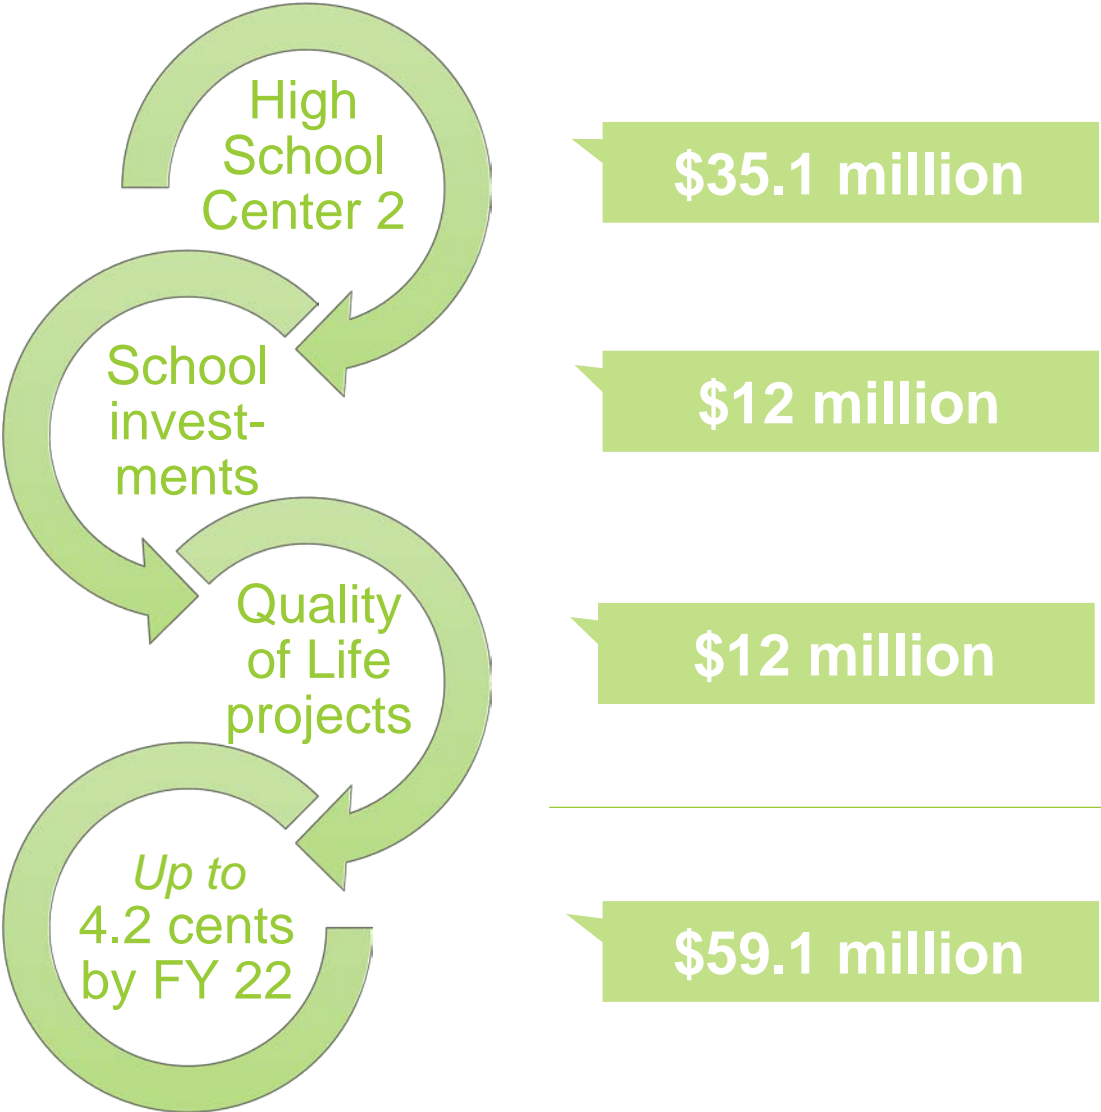 High
School
Center 2
$35.1 million
School
invest-
ments
$12 million
Quality
of Life
projects
$12 million
Up to
4.2 cents
by FY 22
$59.1 million